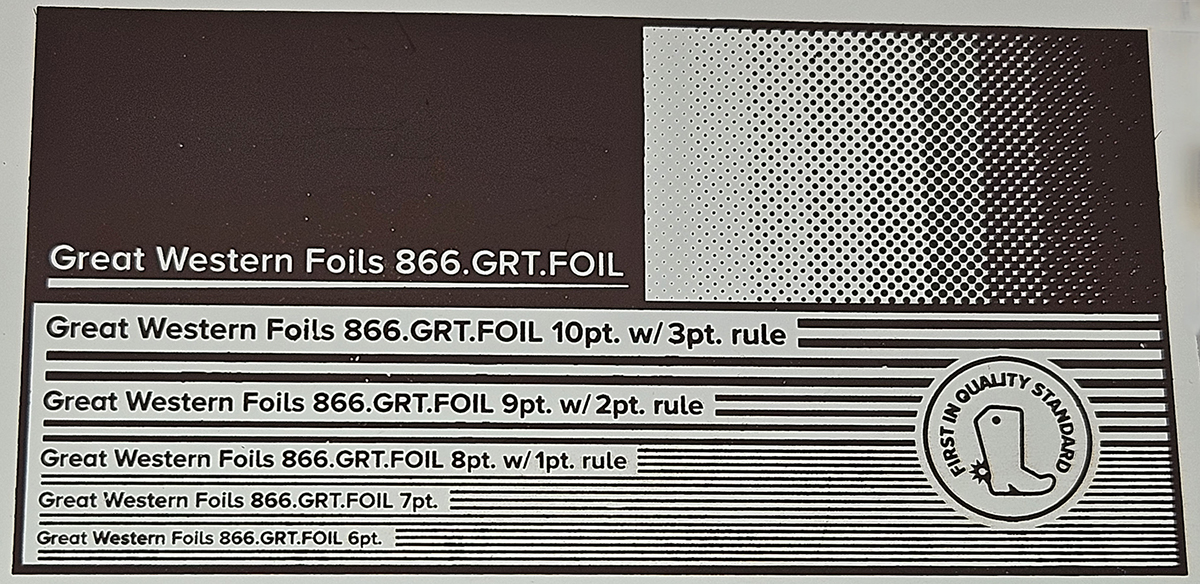 Great Western Foils 866.GRT.FOIL
Great Western Foils 866.GRT.FOIL 10pt. w/ 3pt. rule
Great Western Foils 866.GRT.FOIL 9pt. w/ 2pt. rule
Great Western Foils 866.GRT.FOIL 8pt. w/ 1pt. rule
Great Western Foils 866.GRT.FOIL 7pt.
Great Western Foils 866.GRT.FOIL 6pt.
FIRST IN QUALITY STANDARD